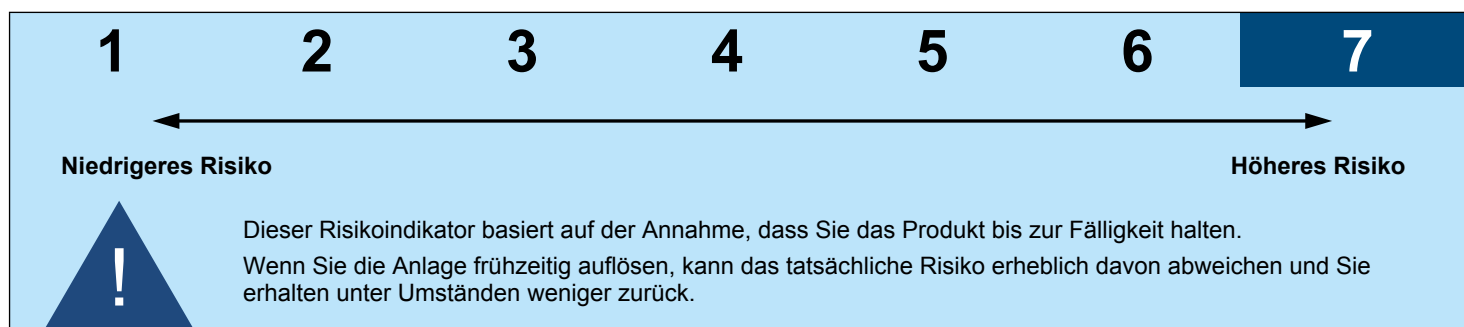 1 2 3 4 5 6 7
Niedrigeres Risiko Höheres Risiko
Dieser Risikoindikator basiert auf der Annahme, dass Sie das Produkt bis zur Fälligkeit halten.
!
Wenn Sie die Anlage frühzeitig auflösen, kann das tatsächliche Risiko erheblich davon abweichen und Sie
erhalten unter Umständen weniger zurück.